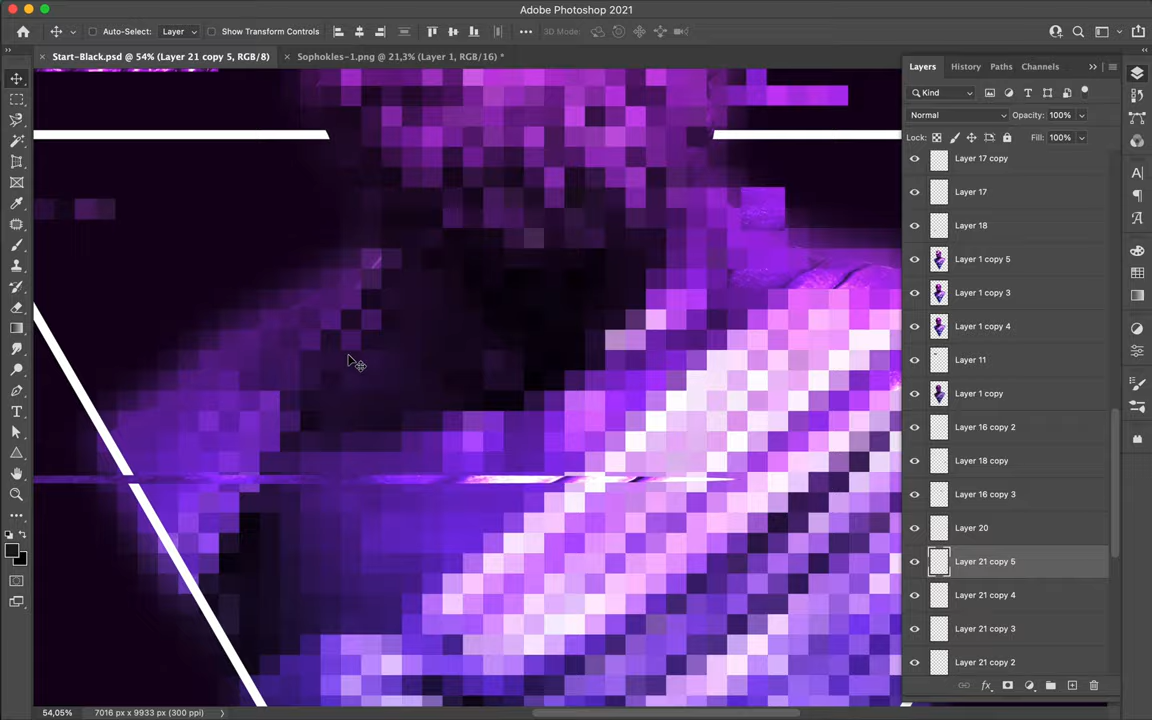 Adobe Photoshop 2021
Auto-Select: Layer Show Transform Controls 3D Mode:
Start-Black.psd @ 54% (Layer 21 copy 5, RGB/8) Sophokles-1.png @ 21,3% (Layer 1, RGB/16) *
Layers History Paths Channels
Kind
Normal Opacity: 100%
Lock: Fill: 100%
Layer 17 copy
Layer 17
Layer 18
Layer 1 copy 5
Layer 1 copy 3
Layer 1 copy 4
Layer 11
Layer 1 copy
Layer 16 copy 2
Layer 18 copy
Layer 16 copy 3
Layer 20
Layer 21 copy 5
Layer 21 copy 4
Layer 21 copy 3
Layer 21 copy 2
54,05% 7016 px x 9933 px (300 ppi)